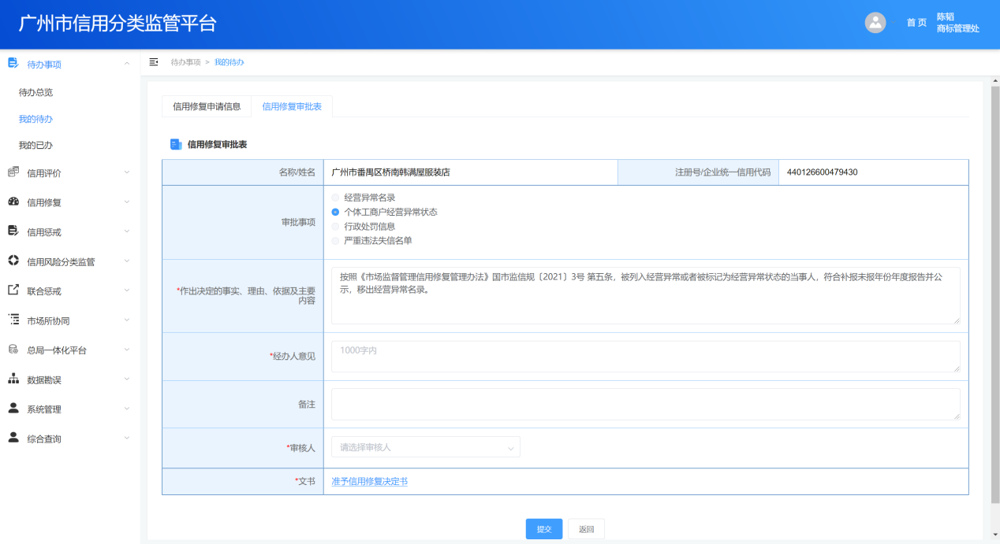 广州市信用分类监管平台
首页
陈韬
商标管理处
待办事项
待办总览
我的待办
我的已办
信用评价
信用修复
信用惩戒
信用风险分类监管
联合惩戒
市场所协同
总局一体化平台
数据勘误
系统管理
综合查询
待办事项 > 我的待办
信用修复申请信息
信用修复审批表
信用修复审批表
名称/姓名
广州市番禺区桥南韩满屋服装店
注册号/企业统一信用代码
440126600479430
审批事项
经营异常名录
个体工商户经营异常状态
行政处罚信息
严重违法失信名单
*作出决定的事实、理由、依据及主要
内容
按照《市场监督管理信用修复管理办法》国市监信规〔2021〕3号 第五条，被列入经营异常或者被标记为经营异常状态的当事人，符合补报未报年份年度报告并公
示，移出经营异常名录。
*经办人意见
1000字内
备注
*审核人
请选择审核人
*文书
准予信用修复决定书
提交
返回